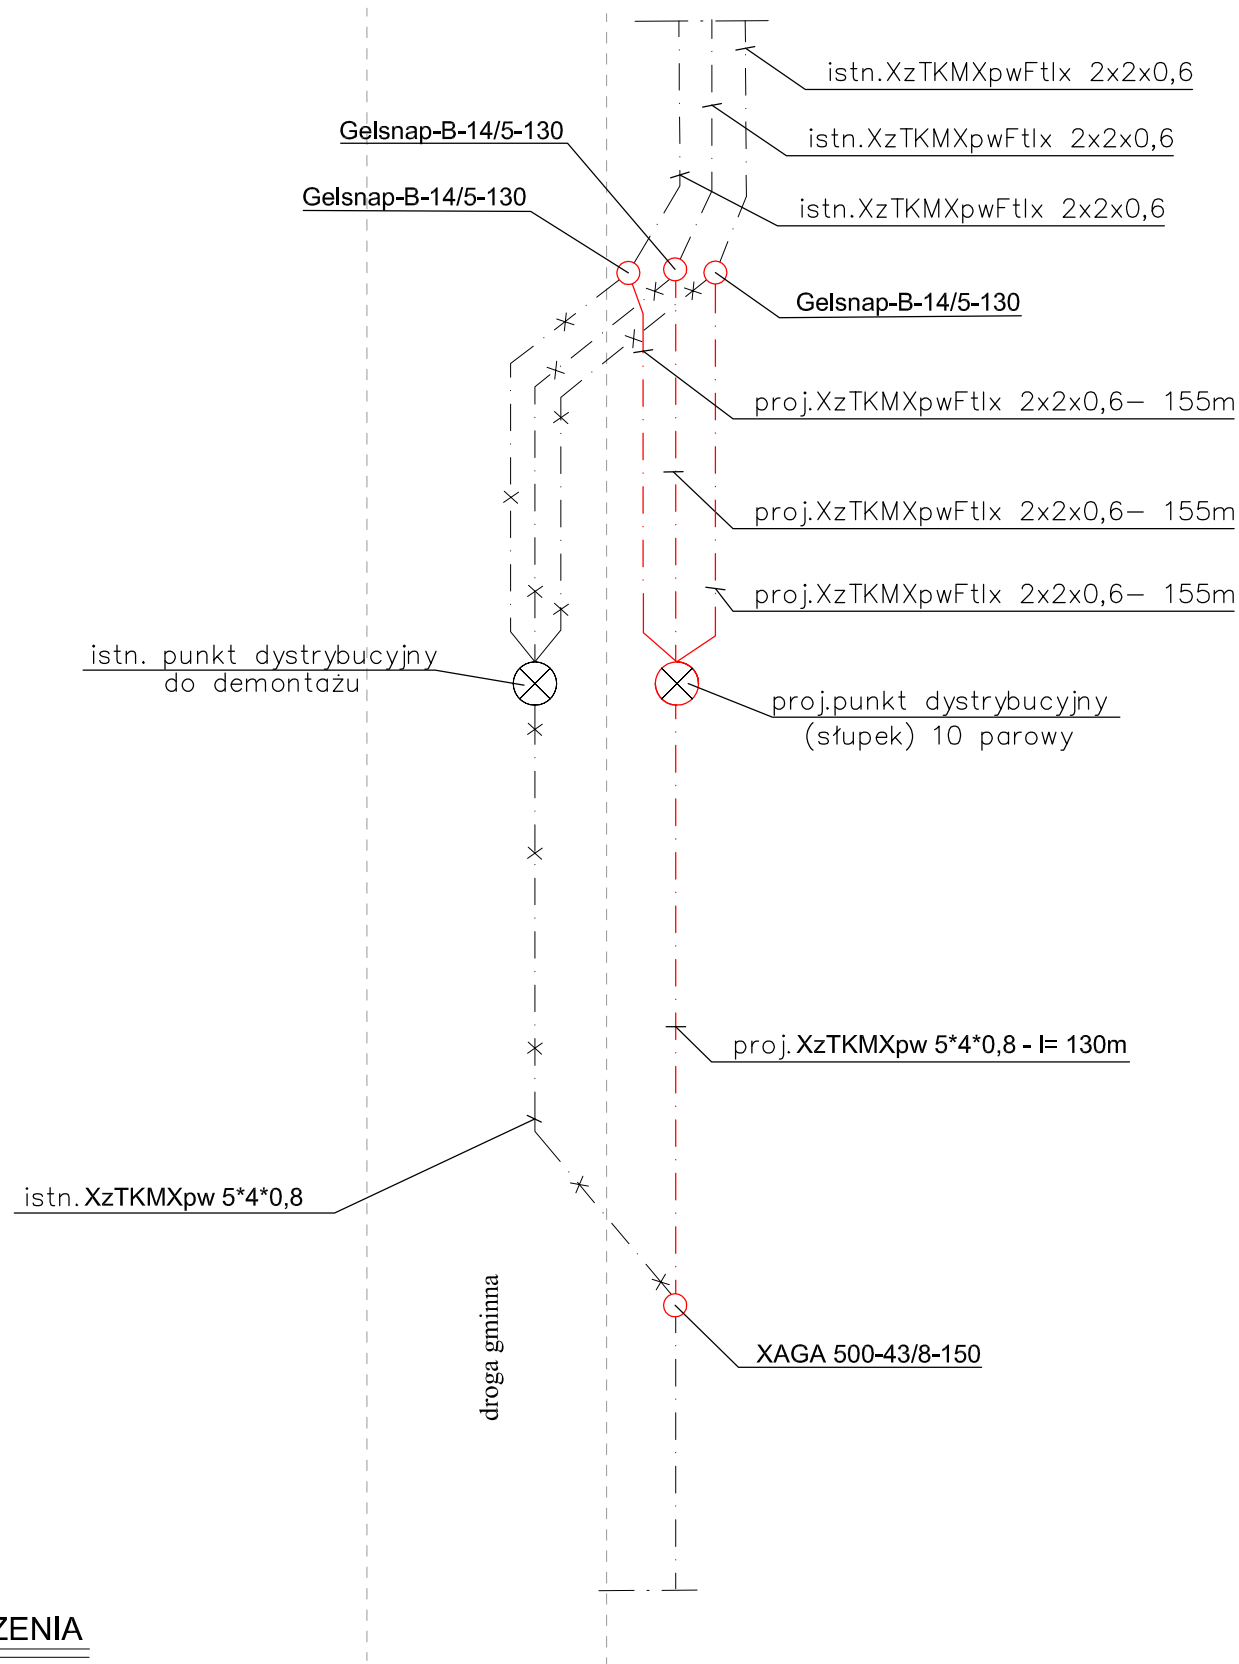 istn.XzTKMXpwFtlx 2x2x0,6
Gelsnap-B-14/5-130
istn.XzTKMXpwFtlx 2x2x0,6
Gelsnap-B-14/5-130
istn.XzTKMXpwFtlx 2x2x0,6
Gelsnap-B-14/5-130
proj.XzTKMXpwFtlx 2x2x0,6– 155m
proj.XzTKMXpwFtlx 2x2x0,6– 155m
proj.XzTKMXpwFtlx 2x2x0,6– 155m
istn. punkt dystrybucyjny
do demontażu
proj.punkt dystrybucyjny
(słupek) 10 parowy
proj. XzTKMXpw 5*4*0,8 - l= 130m
istn. XzTKMXpw 5*4*0,8
droga gminna
XAGA 500-43/8-150
ZENIA